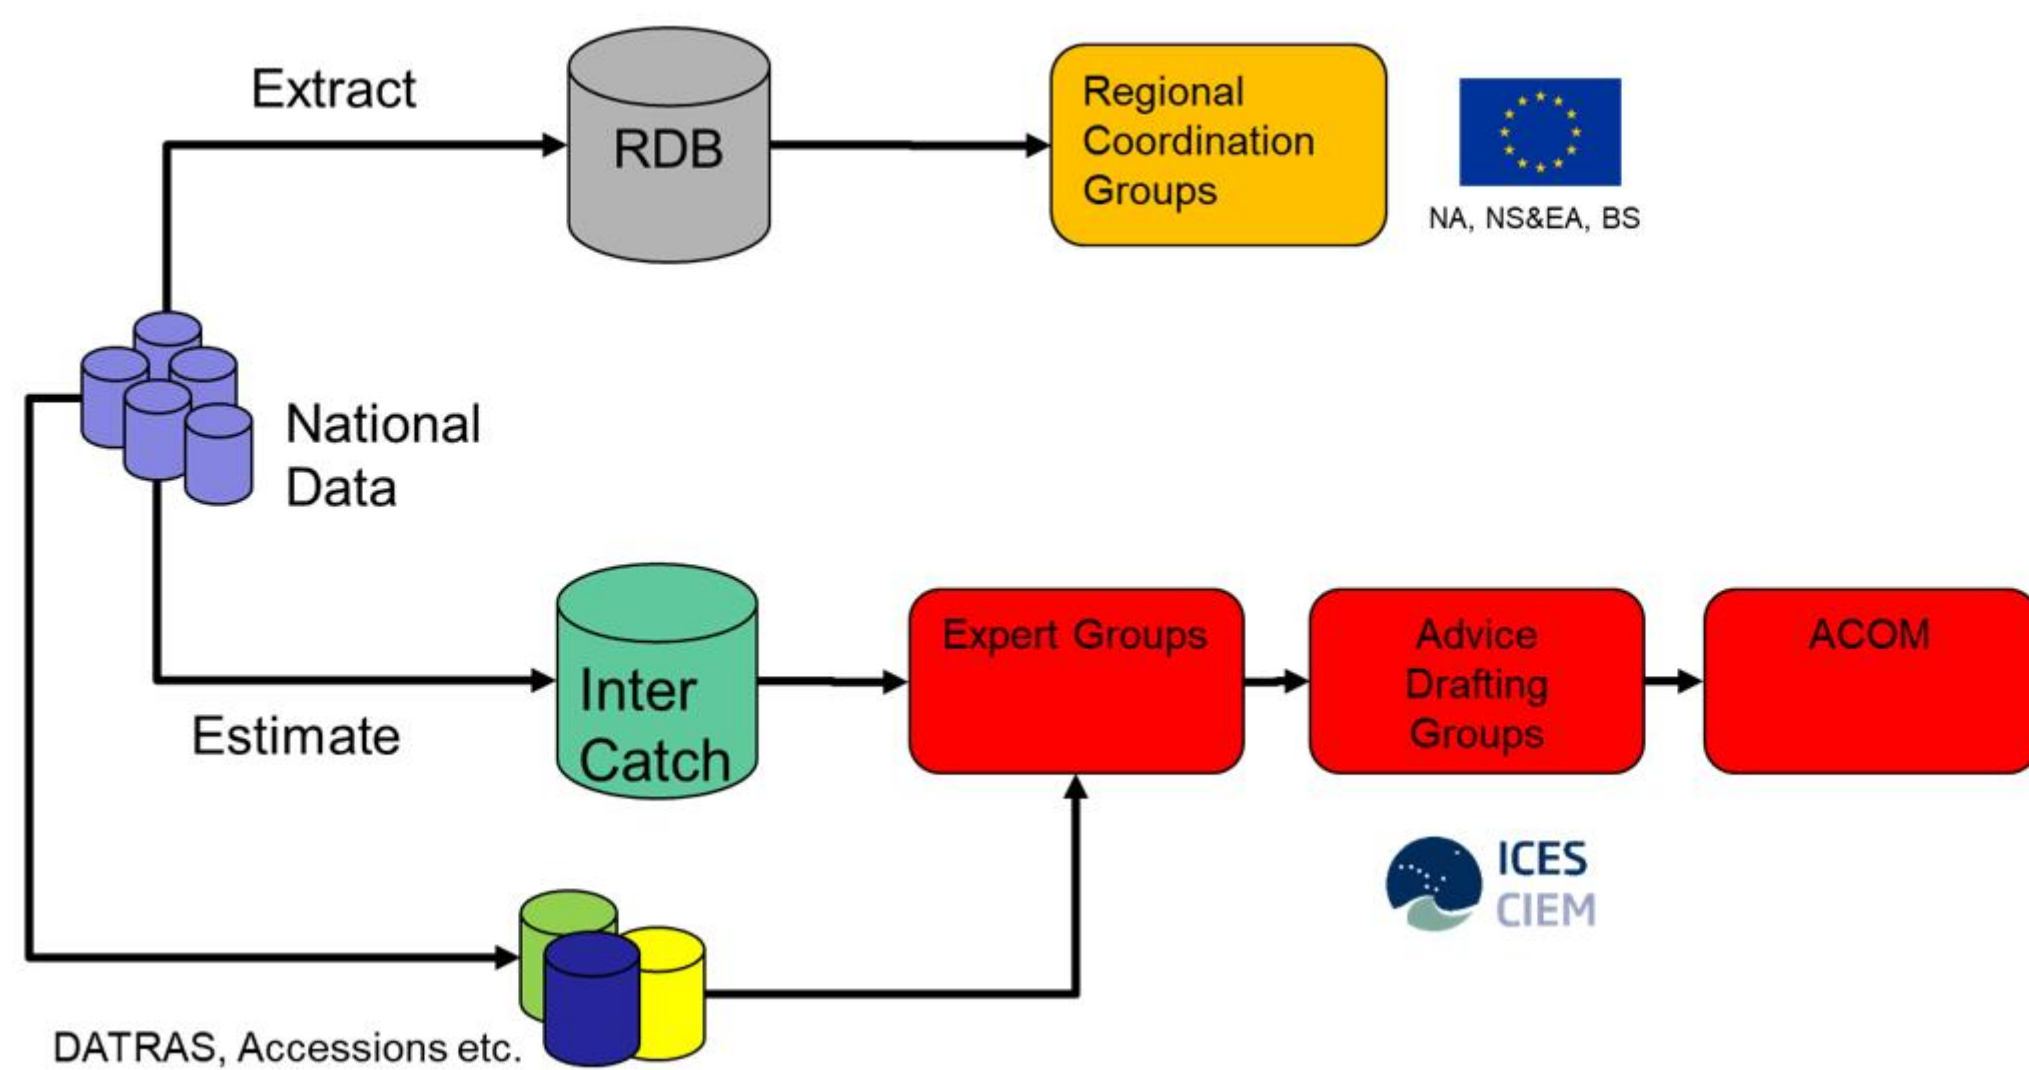 Extract
RDB
Regional
Coordination
Groups
NA, NS&EA, BS
National
Data
Estimate
Inter
Catch
Expert Groups
Advice
Drafting
Groups
ACOM
ICES
CIEM
DATRAS, Accessions etc.